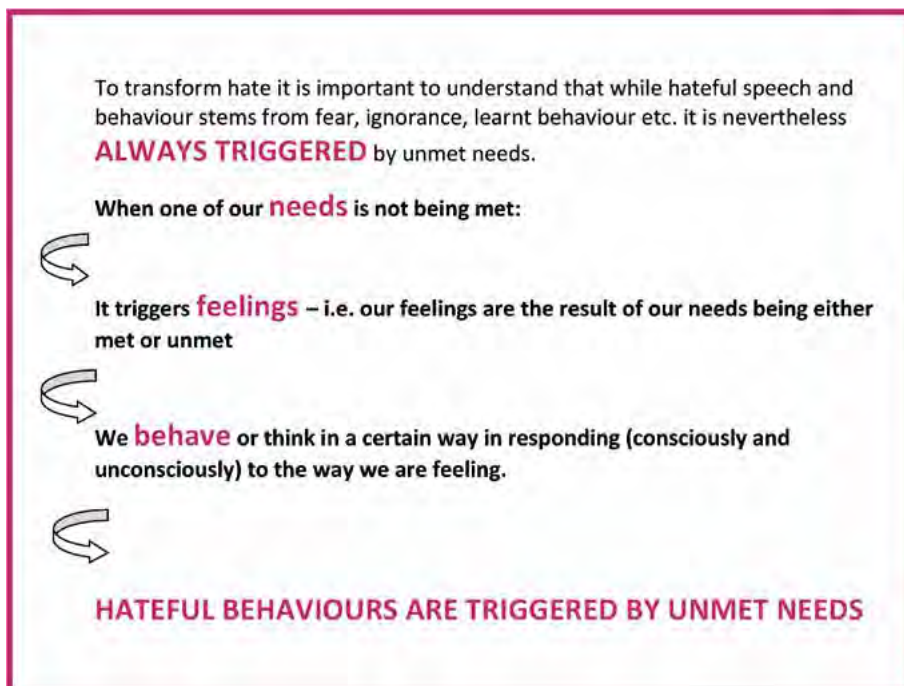 To transform hate it is important to understand that while hateful speech and
behaviour stems from fear, ignorance, learnt behaviour etc. it is nevertheless
ALWAYS TRIGGERED by unmet needs.
When one of our needs is not being met:
It triggers feelings – i.e. our feelings are the result of our needs being either
met or unmet
We behave or think in a certain way in responding (consciously and
unconsciously) to the way we are feeling.
HATEFUL BEHAVIOURS ARE TRIGGERED BY UNMET NEEDS